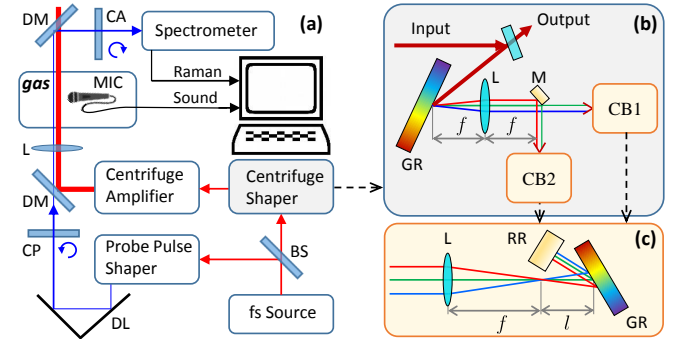 DM
CA
Spectrometer
(a)
gas
MIC
Raman
Sound
L
Centrifuge
Amplifier
Centrifuge
Shaper
DM
CP
Probe Pulse
Shaper
BS
DL
fs Source
(b)
Input
Output
L
M
CB1
f
f
GR
CB2
(c)
L
RR
f
l
GR